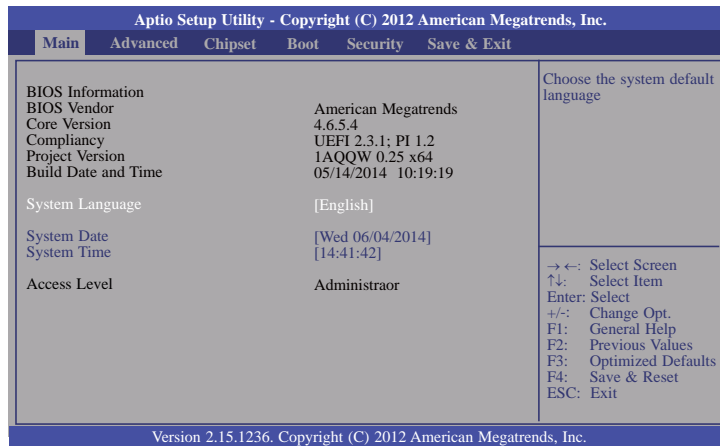 Aptio Setup Utility - Copyright (C) 2012 American Megatrends, Inc.
Main Advanced Chipset Boot Security Save & Exit
BIOS Information
BIOS Vendor American Megatrends
Core Version 4.6.5.4
Compliancy UEFI 2.3.1; PI 1.2
Project Version 1AQQW 0.25 x64
Build Date and Time 05/14/2014 10:19:19
System Language [English]
System Date [Wed 06/04/2014]
System Time [14:41:42]
Access Level Administraor
Choose the system default
language
→←: Select Screen
↑↓: Select Item
Enter: Select
+/-: Change Opt.
F1: General Help
F2: Previous Values
F3: Optimized Defaults
F4: Save & Reset
ESC: Exit
Version 2.15.1236. Copyright (C) 2012 American Megatrends, Inc.